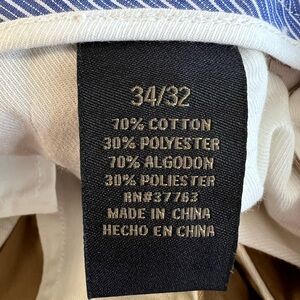 34/32
70% COTTON
30% POLYESTER
70% ALGODON
30% POLIESTER
RN#37763
MADE IN CHINA
HECHO EN CHINA